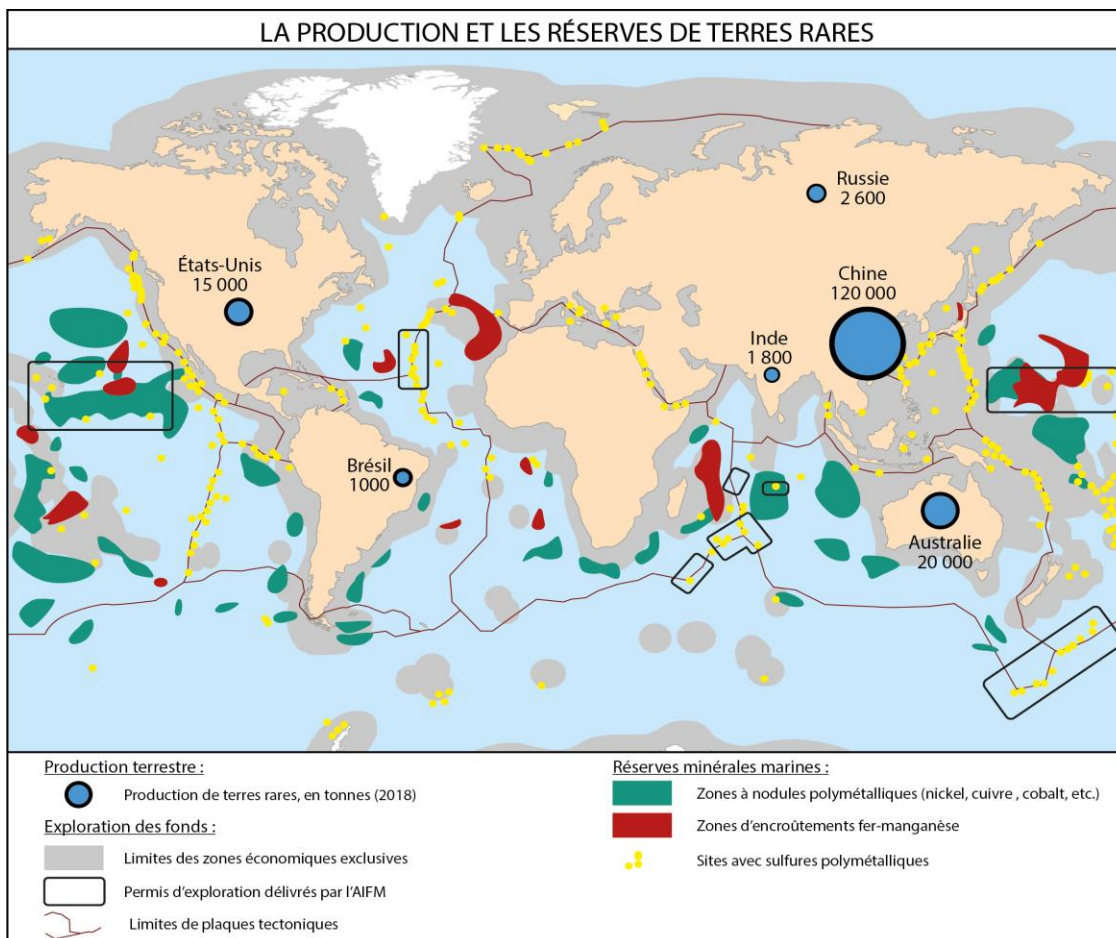 LA PRODUCTION ET LES RÉSERVES DE TERRES RARES
Russie
2 600
États-Unis
15 000
Chine
120 000
Inde
1 800
Brésil
1000
Australie
20 000
Production terrestre :
Production de terres rares, en tonnes (2018)
Exploration des fonds :
Limites des zones économiques exclusives
Permis d'exploration délivrés par l'AIFM
Limites de plaques tectoniques
Réserves minérales marines :
Zones à nodules polymétalliques (nickel, cuivre , cobalt, etc.)
Zones d'encroûtements fer-manganèse
Sites avec sulfures polymétalliques